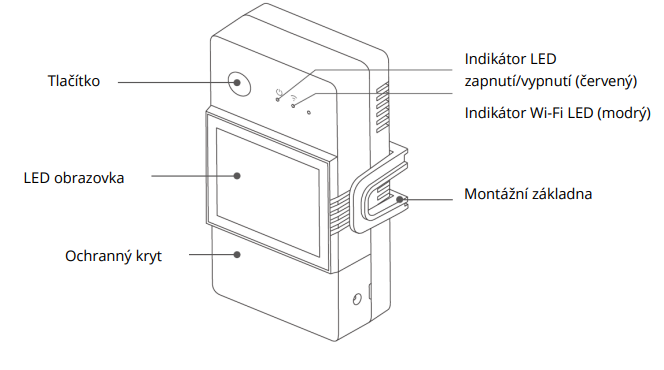 Tlačítko
LED obrazovka
Ochranný kryt
Indikátor LED
zapnutí/vypnutí (červený)
Indikátor Wi-Fi LED (modrý)
Montážní základna